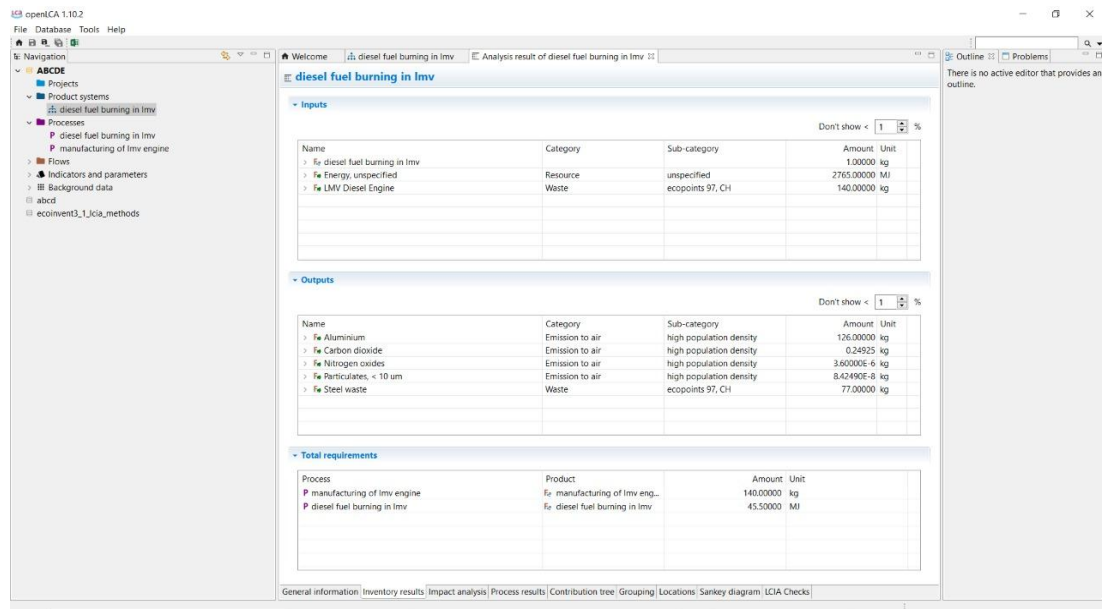 openLCA 1.10.2
File Database Tools Help
Navigation
ABCDE
Projects
Product systems
diesel fuel burning in lmv
Processes
P diesel fuel burning in lmv
P manufacturing of lmv engine
Flows
Indicators and parameters
Background data
abcd
ecoinvent3_1_lcia_methods
Welcome diesel fuel burning in lmv Analysis result of diesel fuel burning in lmv
diesel fuel burning in lmv
Inputs
Don't show < 1 %
Name Category Sub-category Amount Unit
Fe diesel fuel burning in lmv 1.00000 kg
Fe Energy, unspecified Resource unspecified 2765.00000 MJ
Fe LMV Diesel Engine Waste ecopoints 97, CH 140.00000 kg
Outputs
Don't show < 1 %
Name Category Sub-category Amount Unit
Fe Aluminium Emission to air high population density 126.00000 kg
Fe Carbon dioxide Emission to air high population density 0.24925 kg
Fe Nitrogen oxides Emission to air high population density 3.60000E-6 kg
Fe Particulates, < 10 um Emission to air high population density 8.42490E-8 kg
Fe Steel waste Waste ecopoints 97, CH 77.00000 kg
Total requirements
Process Product Amount Unit
P manufacturing of lmv engine Fe manufacturing of lmv eng... 140.00000 kg
P diesel fuel burning in lmv Fe diesel fuel burning in lmv 45.50000 MJ
General information Inventory results Impact analysis Process results Contribution tree Grouping Locations Sankey diagram LCIA Checks
Outline Problems
There is no active editor that provides an
outline.